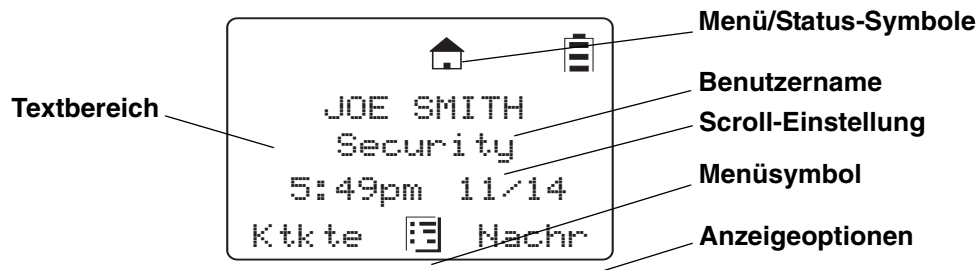 Menü/Status-Symbole
Benutzername
Textbereich
JOE SMITH
Scroll-Einstellung
Security
Menüsymbol
5:49pm 11/14
Ktkte Nachr
Anzeigeoptionen